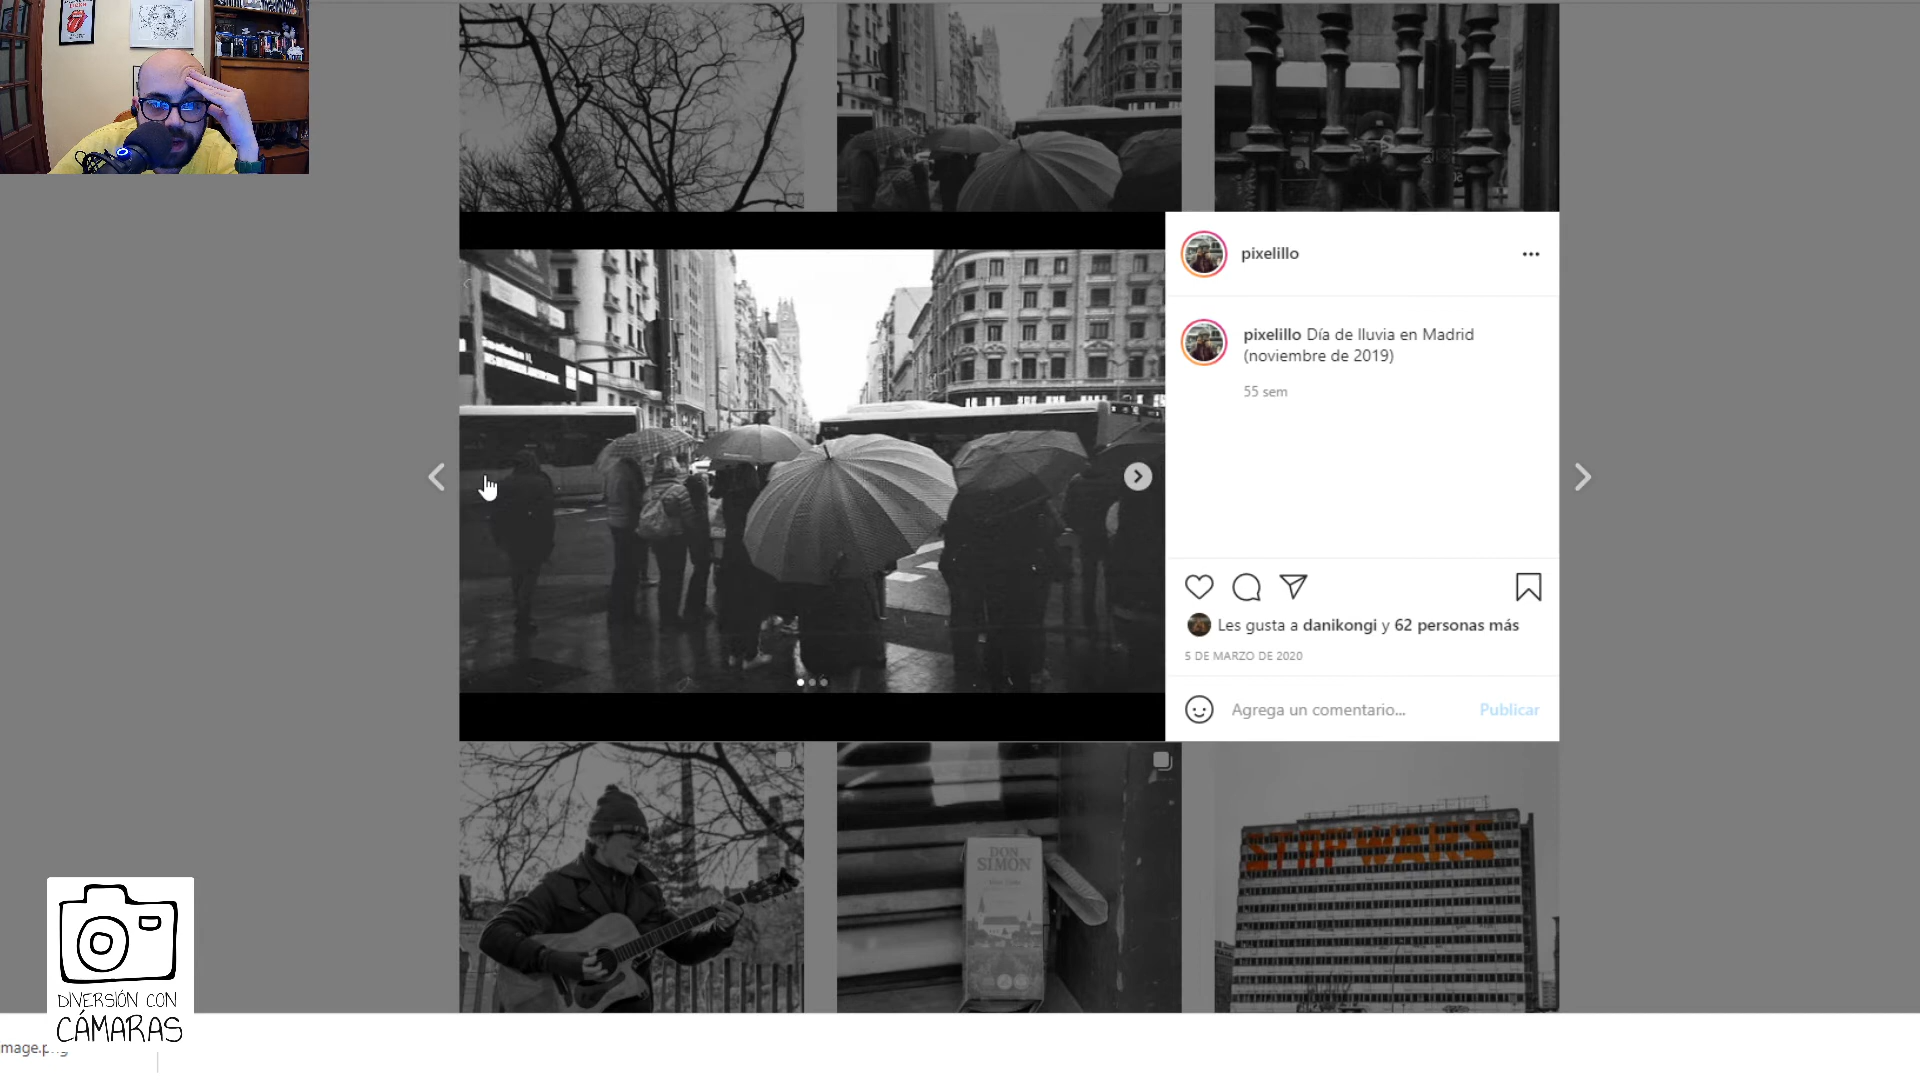 pixelillo
pixelillo Día de lluvia en Madrid
(noviembre de 2019)
55 sem
Les gusta a danikongi y 62 personas más
5 DE MARZO DE 2020
Agrega un comentario...
Publicar
DON
SIMON
STAR WARS
DIVERSIÓN CON
CÁMARAS